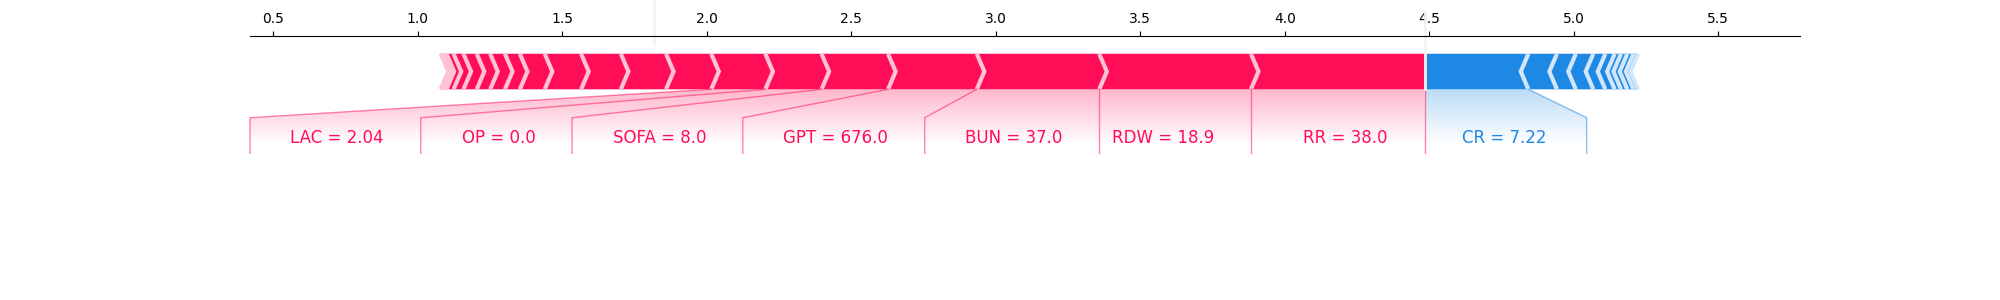 0.5 1.0 1.5 2.0 2.5 3.0 3.5 4.0 4.5 5.0 5.5
LAC = 2.04 OP = 0.0 SOFA = 8.0 GPT = 676.0 BUN = 37.0 RDW = 18.9 RR = 38.0 CR = 7.22